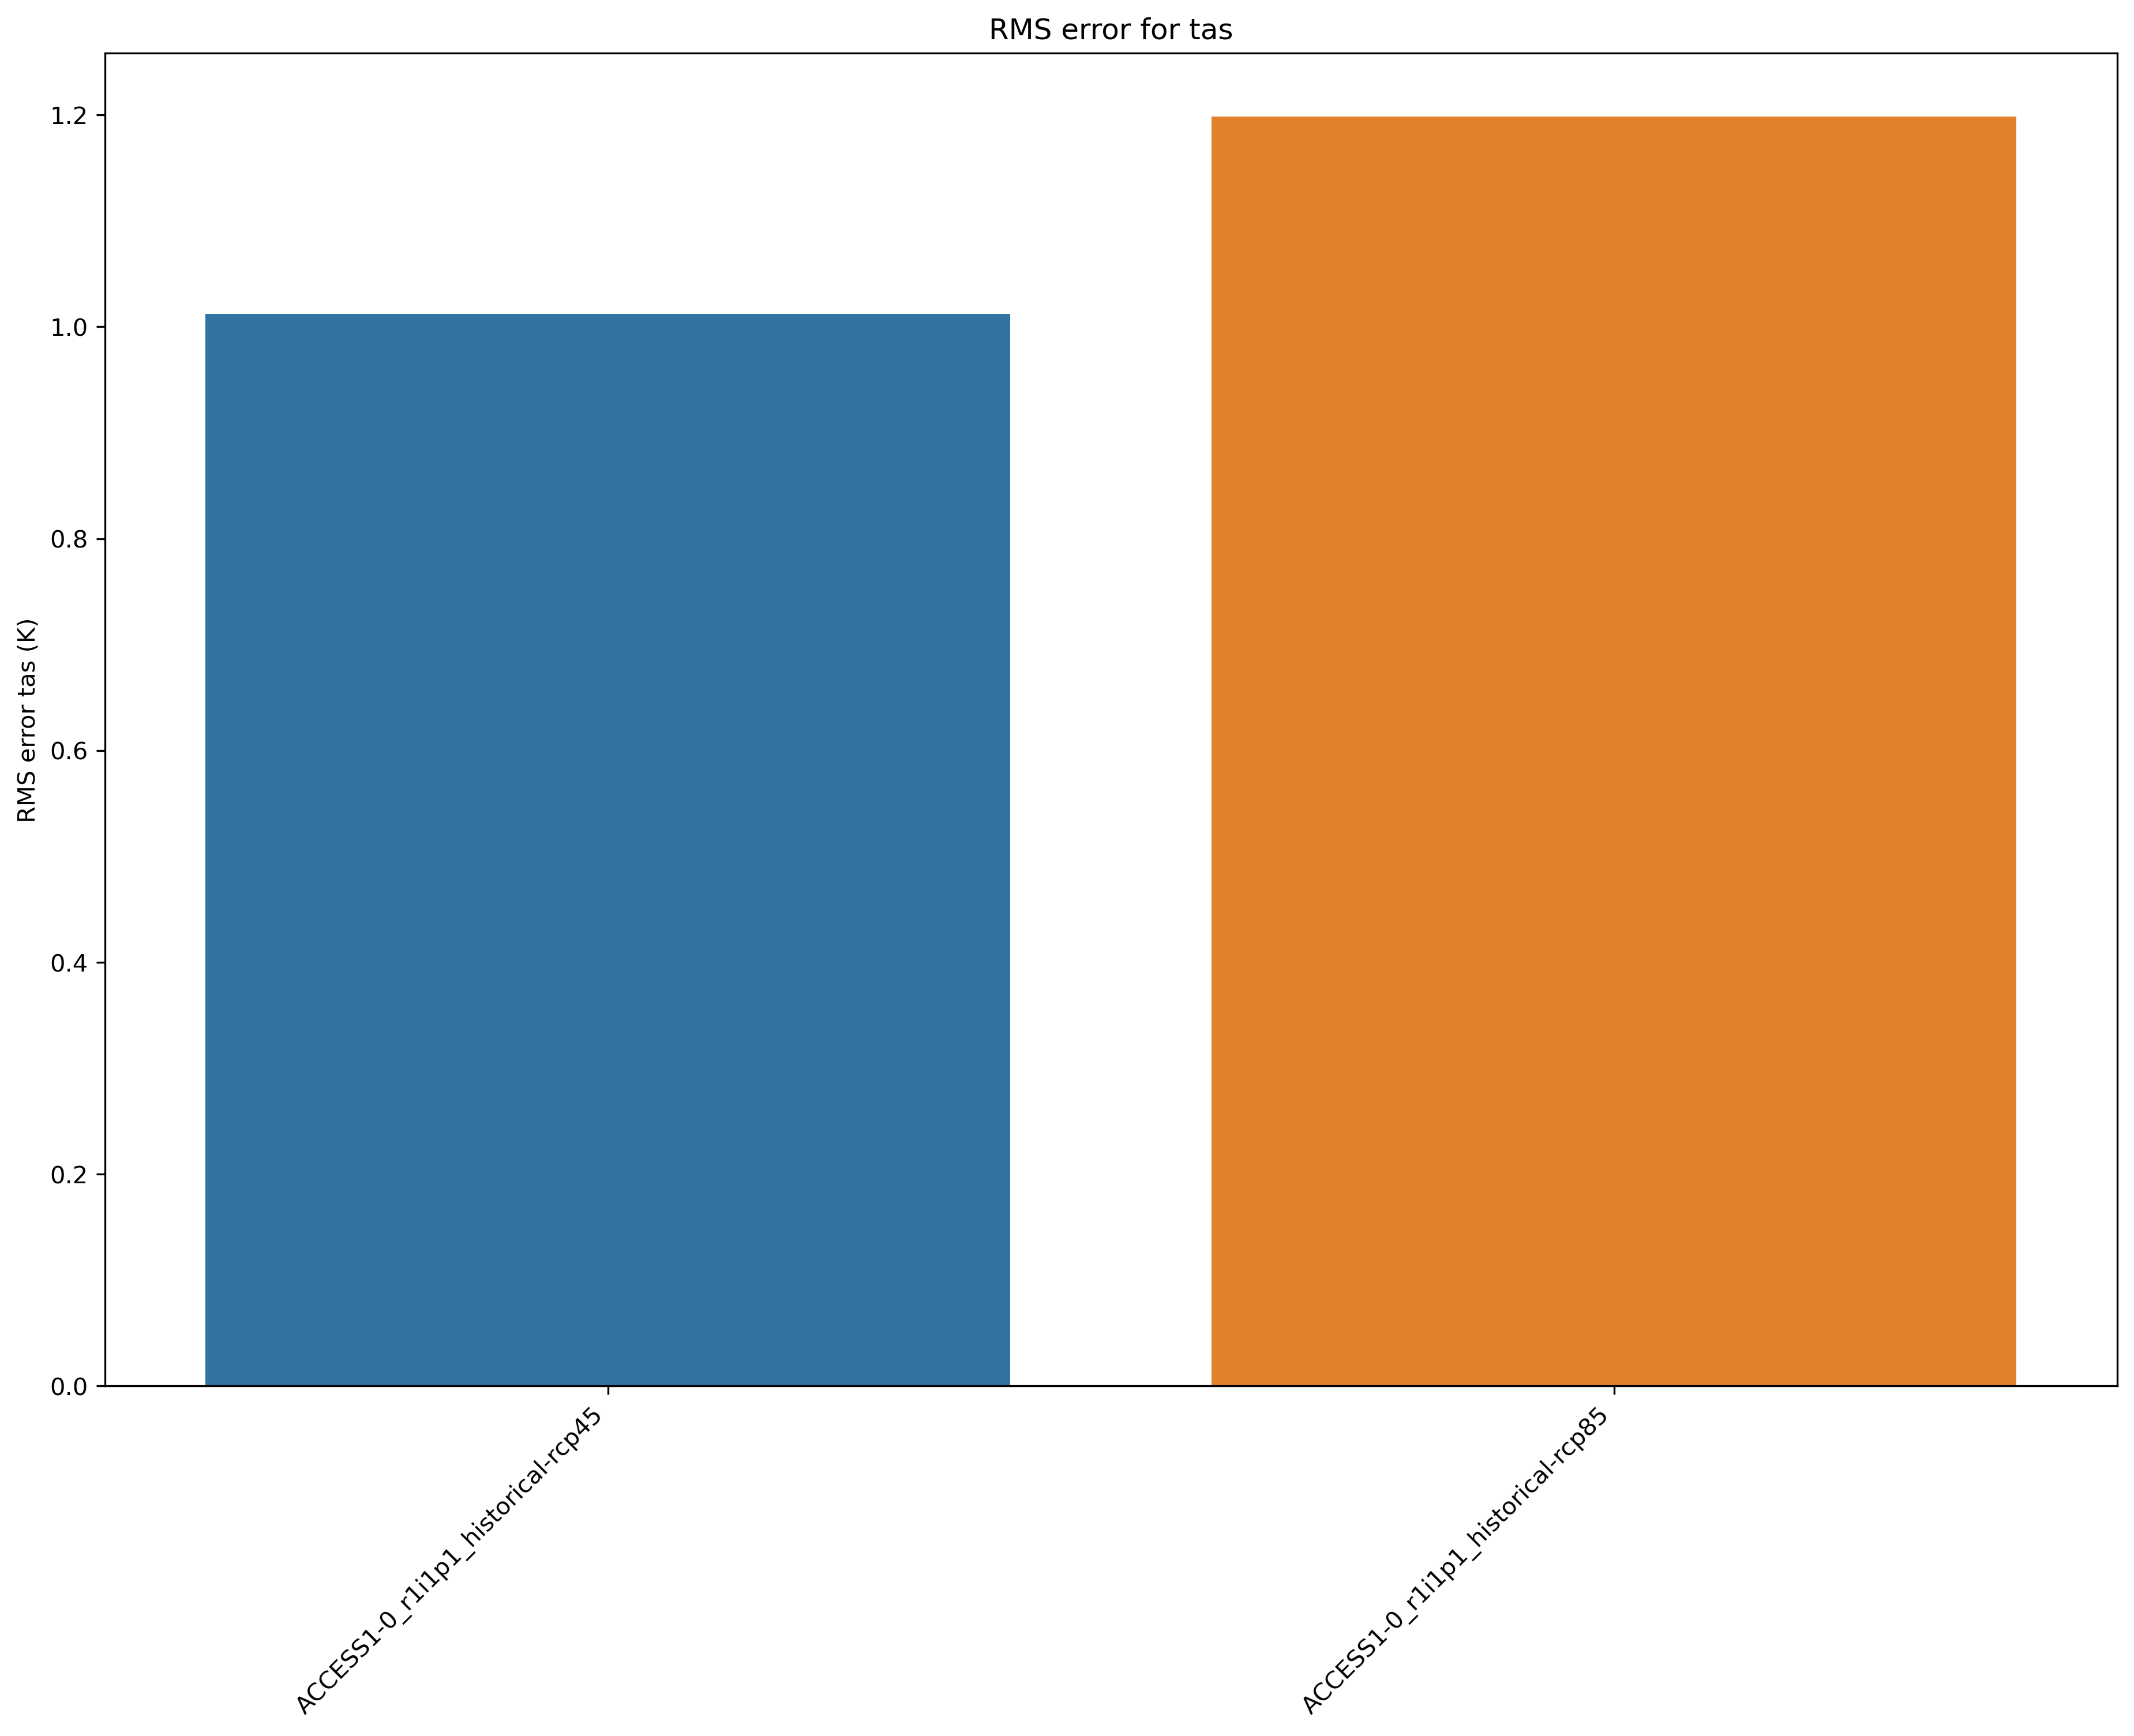 RMS error for tas
RMS error tas (K)
1.2
1.0
0.8
0.6
0.4
0.2
0.0
ACCESS1-0_r1i1p1_historical-rcp45
ACCESS1-0_r1i1p1_historical-rcp85